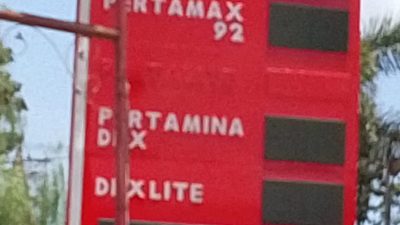 PERTAMAX
92
PERTAMINA
DEX
DEXLITE